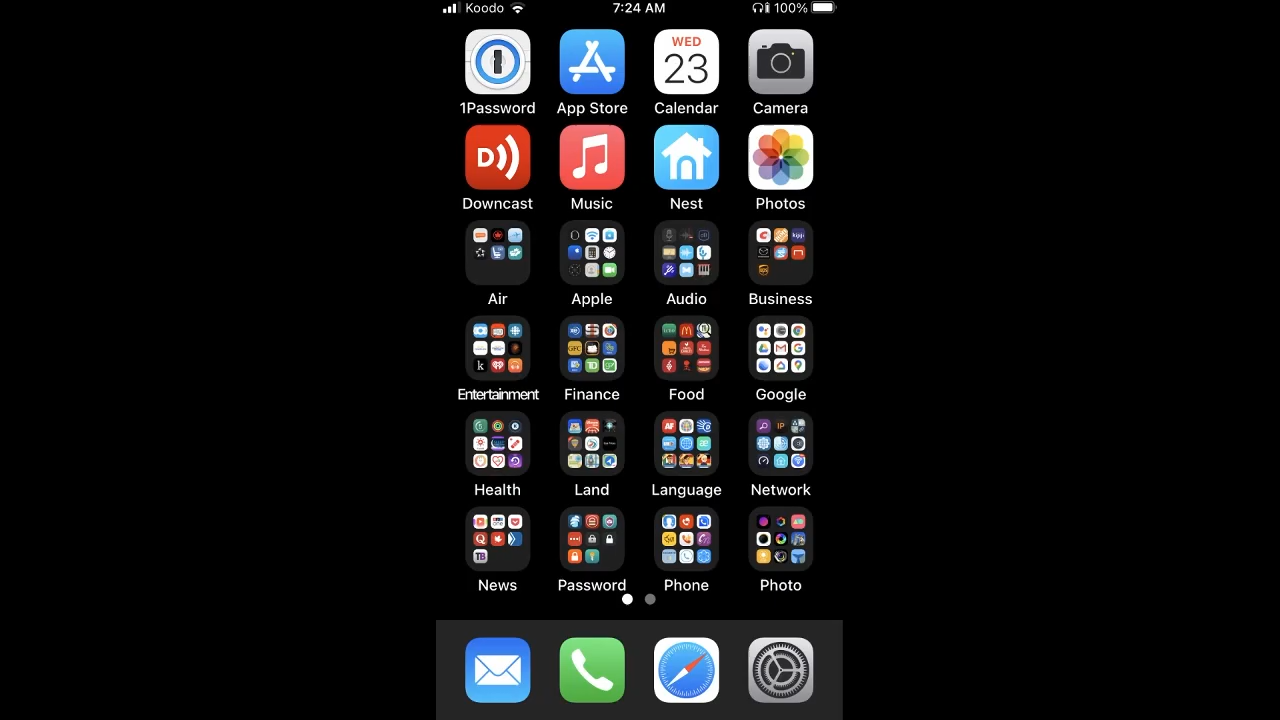 Koodo 7:24 AM 100%
WED
23
1Password App Store Calendar Camera
D
Downcast Music Nest Photos
Air Apple Audio Business
Entertainment Finance Food Google
Health Land Language Network
News Password Phone Photo